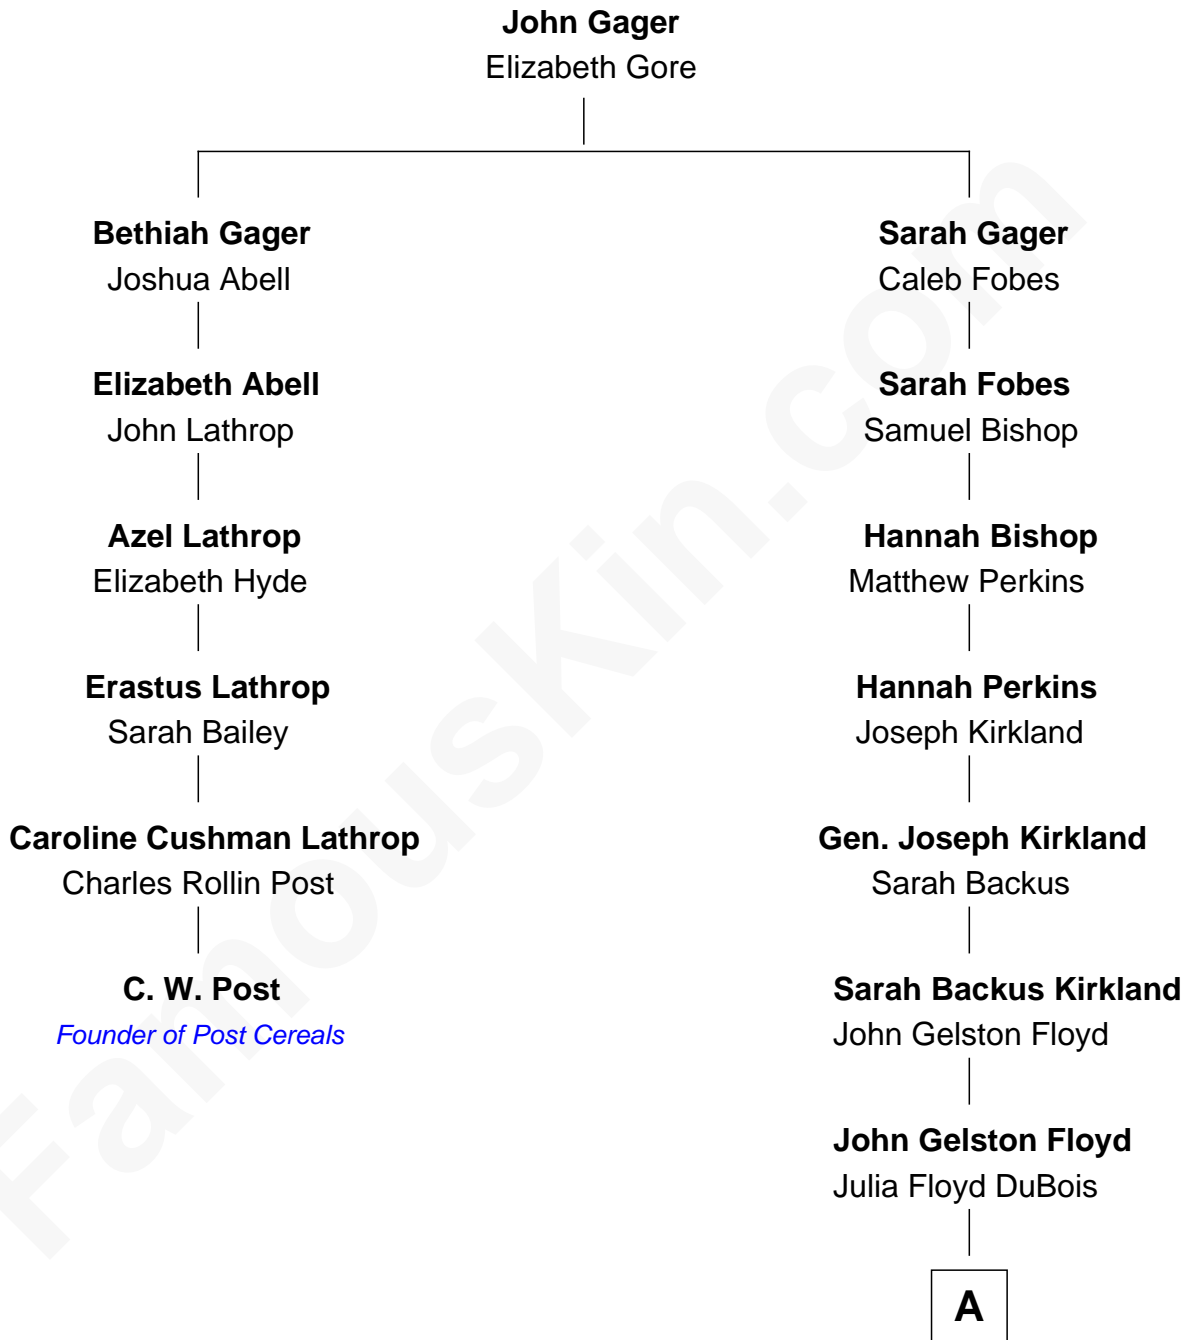 John Gager
Elizabeth Gore
Bethiah Gager
Joshua Abell
Elizabeth Abell
John Lathrop
Azel Lathrop
Elizabeth Hyde
Erastus Lathrop
Sarah Bailey
Caroline Cushman Lathrop
Charles Rollin Post
C. W. Post
Founder of Post Cereals
Sarah Gager
Caleb Fobes
Sarah Fobes
Samuel Bishop
Hannah Bishop
Matthew Perkins
Hannah Perkins
Joseph Kirkland
Gen. Joseph Kirkland
Sarah Backus
Sarah Backus Kirkland
John Gelston Floyd
John Gelston Floyd
Julia Floyd DuBois
A
FamousKin.com